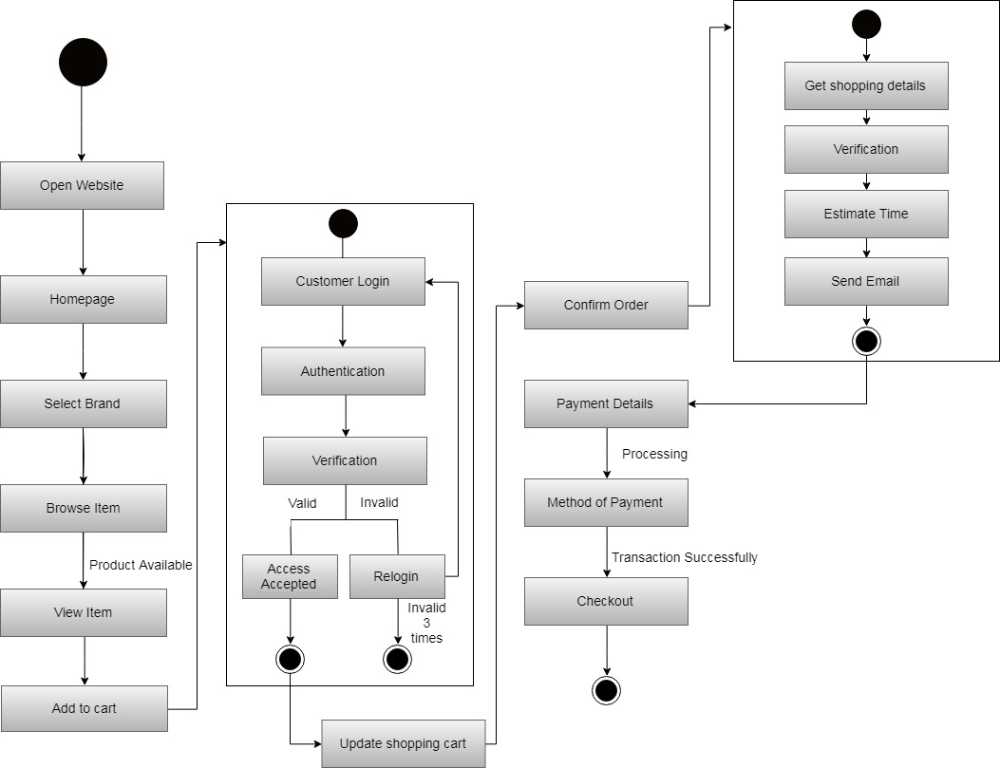 Open Website
Homepage
Select Brand
Browse Item
Product Available
View Item
Add to cart
Customer Login
Authentication
Verification
Valid
Invalid
Access
Accepted
Relogin
Invalid
3
times
Update shopping cart
Confirm Order
Get shopping details
Verification
Estimate Time
Send Email
Payment Details
Processing
Method of Payment
Transaction Successfully
Checkout